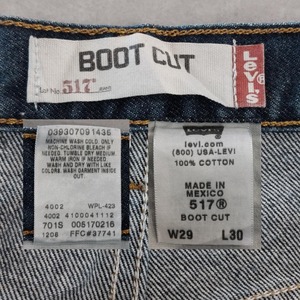 BOOT CUT
Lot No. 517 JEANS
LEVI'S
039307091436
MACHINE WASH COLD. ONLY
NON-CHLORINE BLEACH IF
NEEDED. TUMBLE DRY MEDIUM
WARM IRON IF NEEDED.
WASH AND DRY WITH LIKE
COLORS. WASH GARMENT INSIDE
OUT.
4002 WPL-423
4002 4100041112
701S 005170216
1208 FFC#37741
levi.com
(800) USA-LEVI
100% COTTON
MADE IN
MEXICO
517®
BOOT CUT
W29 L30